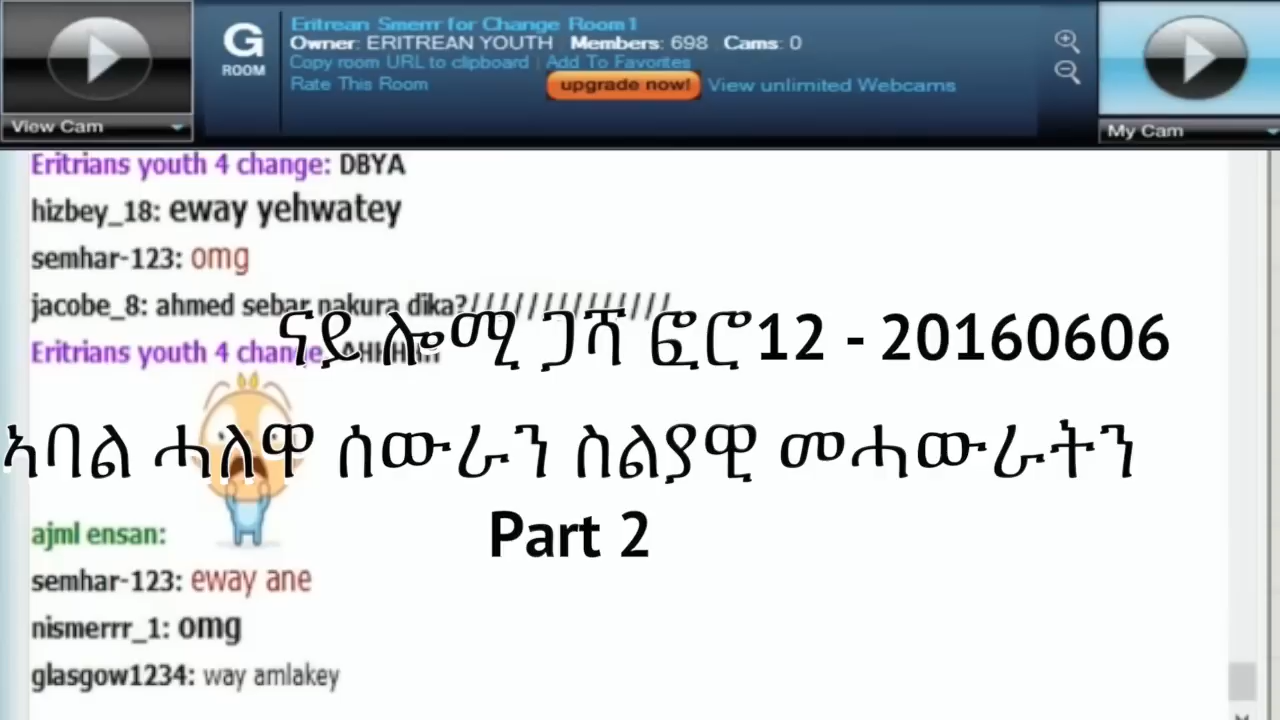 Eritrean Smerrr for Change Room1
G ROOM
Owner: ERITREAN YOUTH Members: 698 Cams: 0
Copy room URL to clipboard | Add To Favorites
Rate This Room upgrade now! View unlimited Webcams
View Cam
My Cam
Eritrians youth 4 change: DBYA
hizbey_18: eway yehwatey
semhar-123: omg
jacobe_8: ahmed sebar nakura dika?//////////////
ናይ ሎሚ ጋሻ ፎሮ12 - 20160606
Eritrians youth 4 change:
ኣባል ሓለዋ ሰውራን ስልያዊ መሓውራትን
Part 2
ajml ensan:
semhar-123: eway ane
nismerrr_1: omg
glasgow1234: way amlakey